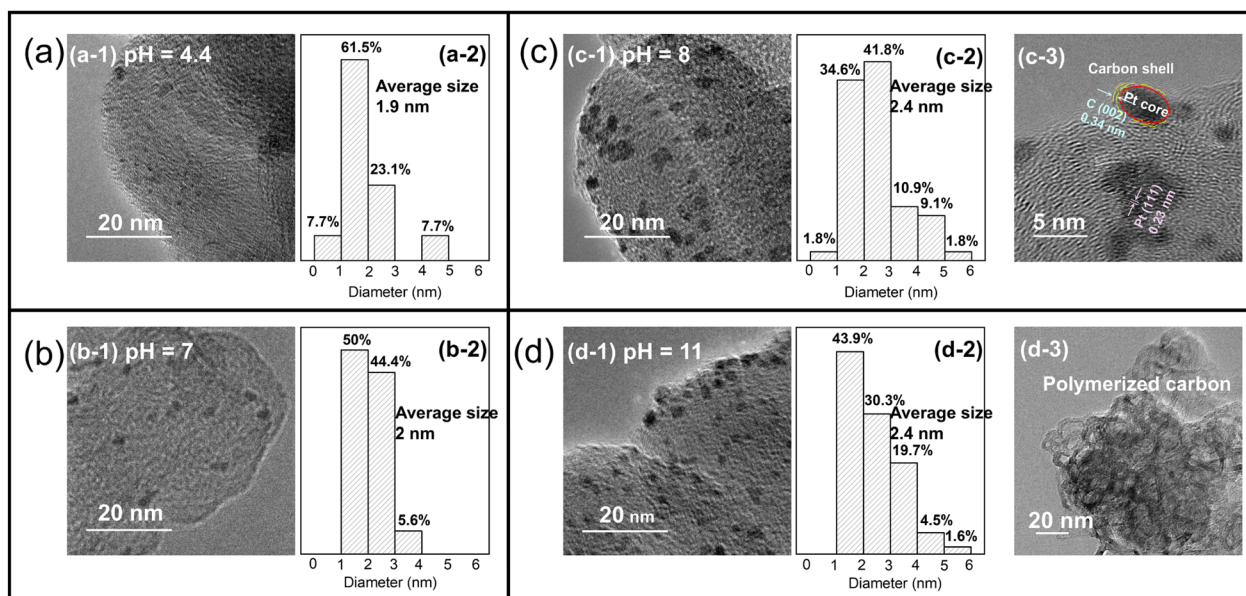 (a)
(a-1) pH = 4.4
20 nm
(a-2)
61.5%
Average size
1.9 nm
23.1%
7.7%
7.7%
0 1 2 3 4 5 6
Diameter (nm)
(c)
(c-1) pH = 8
20 nm
(c-2)
41.8%
34.6%
Average size
2.4 nm
10.9%
9.1%
1.8%
1.8%
0 1 2 3 4 5 6
Diameter (nm)
(c-3)
Carbon shell
Pt core
C (002)
0.34 nm
Pt (111)
0.23 nm
5 nm
(b)
(b-1) pH = 7
20 nm
(b-2)
50%
44.4%
Average size
2 nm
5.6%
0 1 2 3 4 5 6
Diameter (nm)
(d)
(d-1) pH = 11
20 nm
(d-2)
43.9%
30.3%
Average size
2.4 nm
19.7%
4.5%
1.6%
0 1 2 3 4 5 6
Diameter (nm)
(d-3)
Polymerized carbon
20 nm